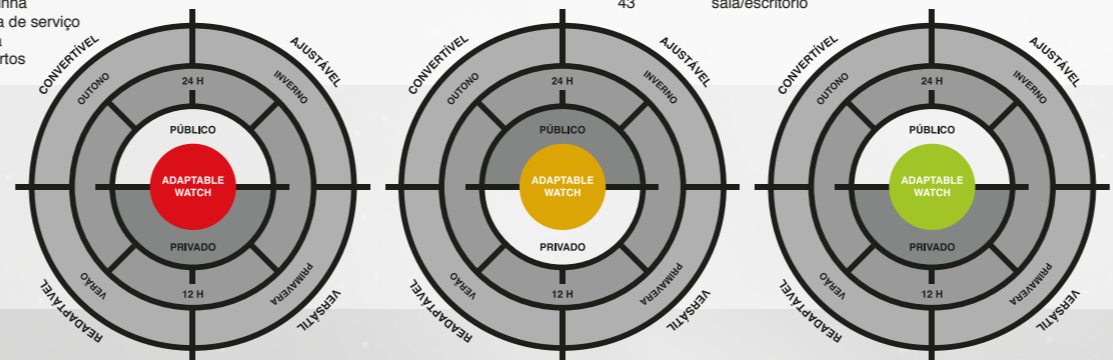 a de serviço
43 sala/escritório
CONVERTÍVEL
AJUSTÁVEL
OUTONO
24 H
INVERNO
PÚBLICO
ADAPTABLE
WATCH
PRIVADO
VERÃO
12 H
PRIMAVERA
READAPTÁVEL
VERSÁTIL
CONVERTÍVEL
AJUSTÁVEL
OUTONO
24 H
INVERNO
PÚBLICO
ADAPTABLE
WATCH
PRIVADO
VERÃO
12 H
PRIMAVERA
READAPTÁVEL
VERSÁTIL
CONVERTÍVEL
AJUSTÁVEL
OUTONO
24 H
INVERNO
PÚBLICO
ADAPTABLE
WATCH
PRIVADO
VERÃO
12 H
PRIMAVERA
READAPTÁVEL
VERSÁTIL